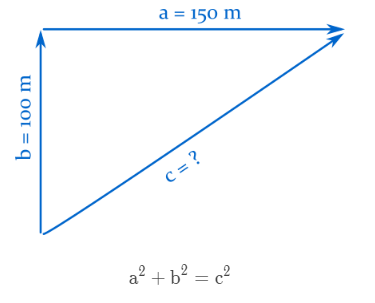 a = 150 m
b = 100 m
c = ?
a² + b² = c²